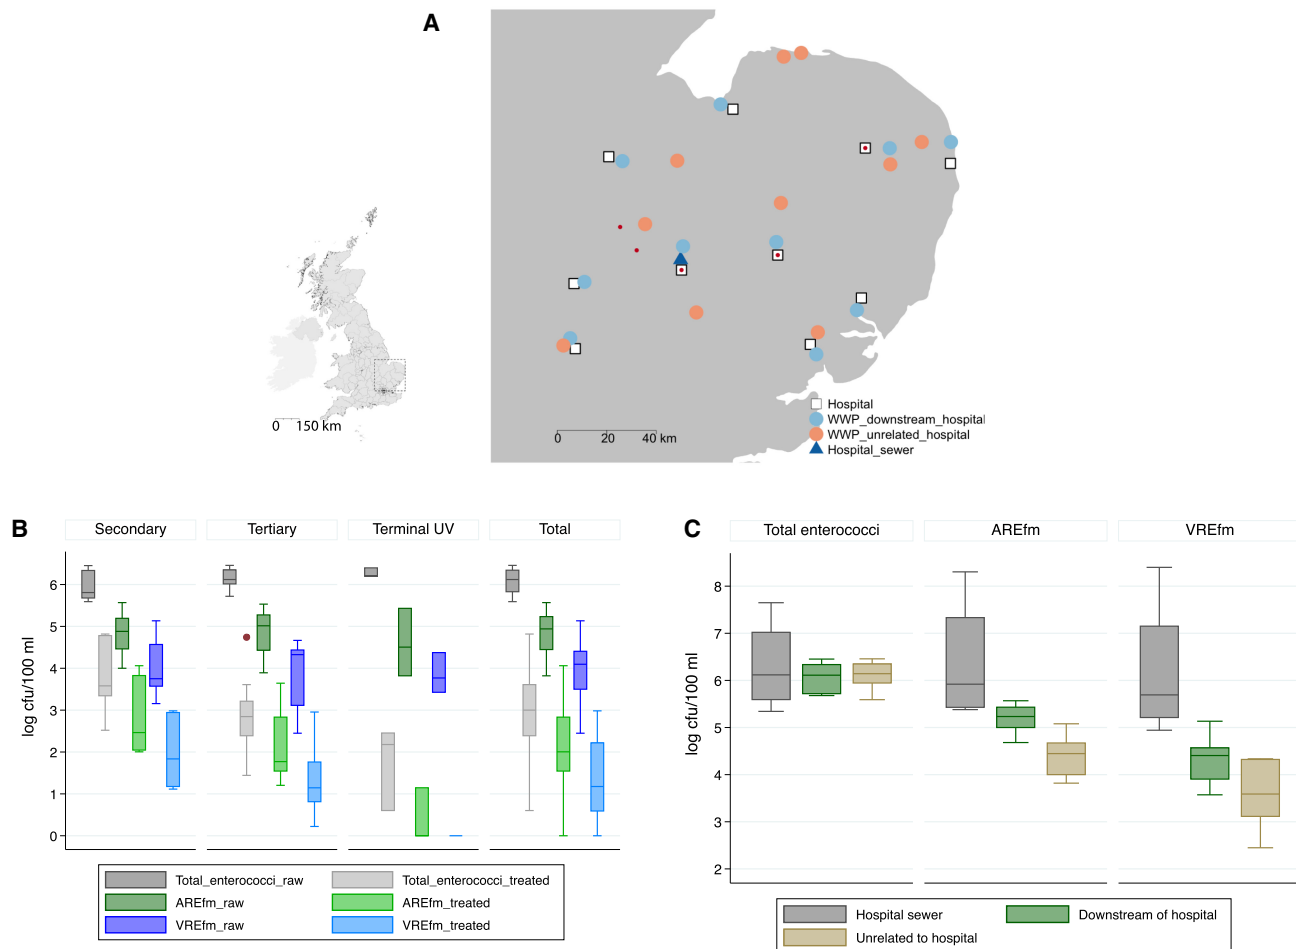 A
0 150 km
0 20 40 km
Hospital
WWP_downstream_hospital
WWP_unrelated_hospital
Hospital_sewer
B
Secondary Tertiary Terminal UV Total
log cfu/100 ml
6
5
4
3
2
1
0
Total_enterococci_raw Total_enterococci_treated
AREfm_raw AREfm_treated
VREfm_raw VREfm_treated
C
Total enterococci AREfm VREfm
log cfu/100 ml
8
7
6
5
4
3
2
Hospital sewer Downstream of hospital
Unrelated to hospital